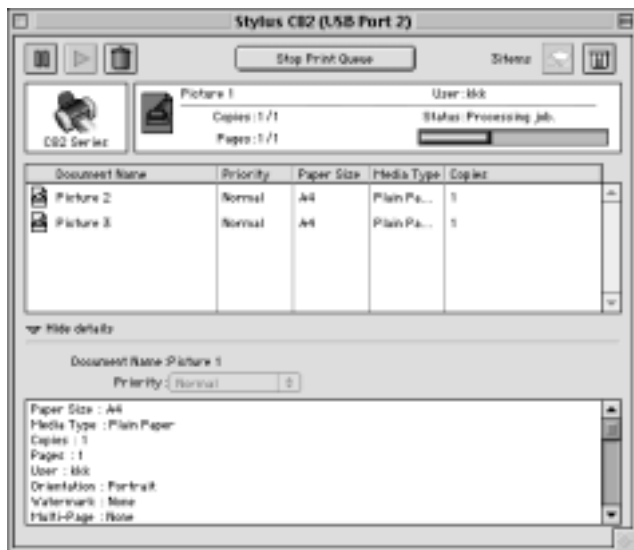 Stylus C82 (USB Port 2)
Stop Print Queue
3items
Picture 1
User:kkk
Copies:1/1
Status:Processing job.
Pages:1/1
C82 Series
Document Name Priority Paper Size Media Type Copies
Picture 2 Normal A4 Plain Pa... 1
Picture 3 Normal A4 Plain Pa... 1
Hide details
Document Name:Picture 1
Priority: Normal
Paper Size : A4
Media Type : Plain Paper
Copies : 1
Pages : 1
User : kkk
Orientation : Portrait
Watermark : None
Multi-Page : None